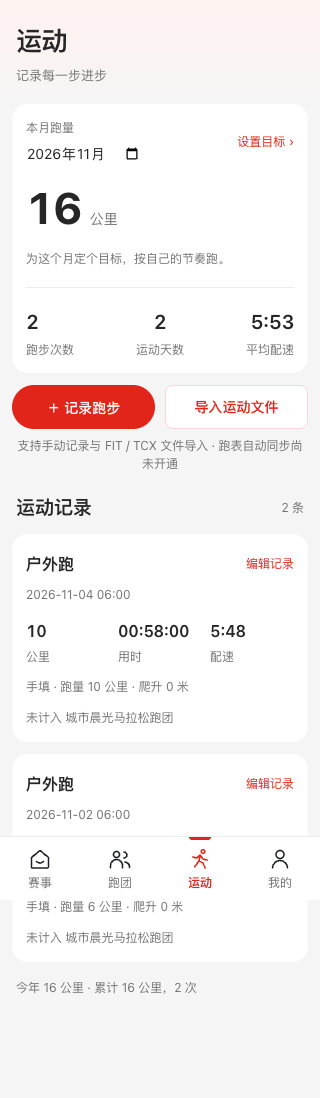 运动
记录每一步进步
本月跑量
设置目标 ›
2026年11月
16 公里
为这个月定个目标，按自己的节奏跑。
2 2 5:53
跑步次数 运动天数 平均配速
＋ 记录跑步 导入运动文件
支持手动记录与 FIT / TCX 文件导入 · 跑表自动同步尚
未开通
运动记录 2 条
户外跑 编辑记录
2026-11-04 06:00
10 00:58:00 5:48
公里 用时 配速
手填 · 跑量 10 公里 · 爬升 0 米
未计入 城市晨光马拉松跑团
户外跑 编辑记录
2026-11-02 06:00
赛事 跑团 运动 我的
手填 · 跑量 6 公里 · 爬升 0 米
未计入 城市晨光马拉松跑团
今年 16 公里 · 累计 16 公里，2 次